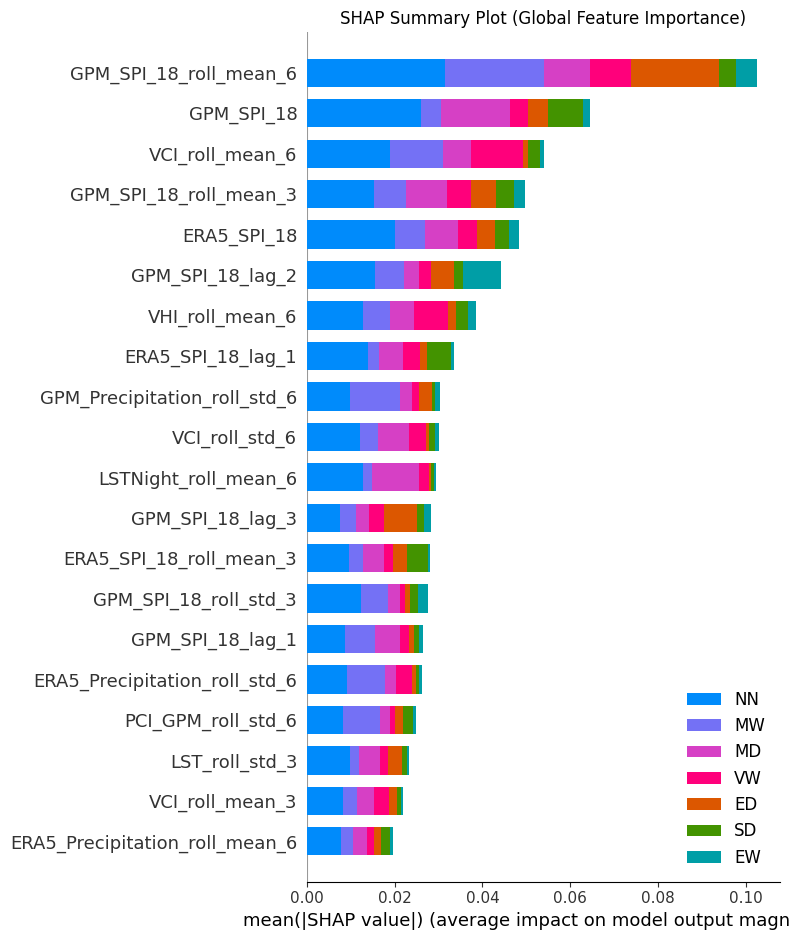 SHAP Summary Plot (Global Feature Importance)
GPM_SPI_18_roll_mean_6
GPM_SPI_18
VCI_roll_mean_6
GPM_SPI_18_roll_mean_3
ERA5_SPI_18
GPM_SPI_18_lag_2
VHI_roll_mean_6
ERA5_SPI_18_lag_1
GPM_Precipitation_roll_std_6
VCI_roll_std_6
LSTNight_roll_mean_6
GPM_SPI_18_lag_3
ERA5_SPI_18_roll_mean_3
GPM_SPI_18_roll_std_3
GPM_SPI_18_lag_1
ERA5_Precipitation_roll_std_6
PCI_GPM_roll_std_6
LST_roll_std_3
VCI_roll_mean_3
ERA5_Precipitation_roll_mean_6
NN
MW
MD
VW
ED
SD
EW
0.00 0.02 0.04 0.06 0.08 0.10
mean(|SHAP value|) (average impact on model output magn